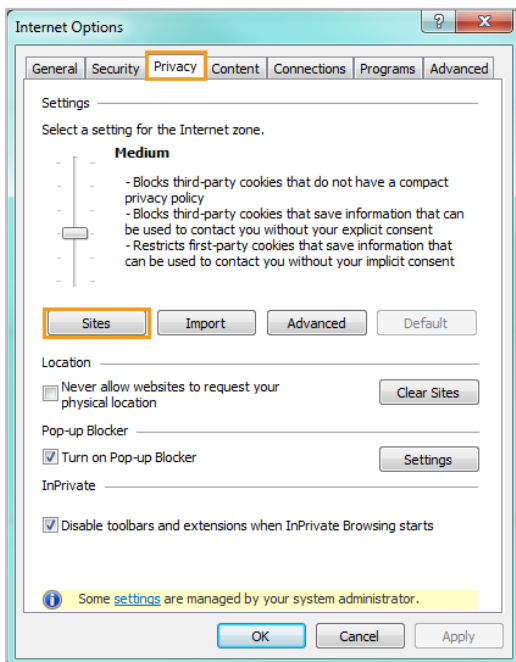 Internet Options
General Security Privacy Content Connections Programs Advanced
Settings
Select a setting for the Internet zone.
Medium
- Blocks third-party cookies that do not have a compact
privacy policy
- Blocks third-party cookies that save information that can
be used to contact you without your explicit consent
- Restricts first-party cookies that save information that
can be used to contact you without your implicit consent
Sites Import Advanced Default
Location
Never allow websites to request your
physical location
Clear Sites
Pop-up Blocker
Turn on Pop-up Blocker
Settings
InPrivate
Disable toolbars and extensions when InPrivate Browsing starts
Some settings are managed by your system administrator.
OK Cancel Apply